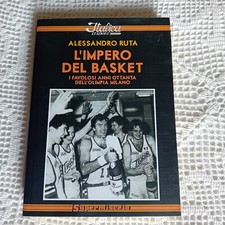 Italica
ALESSANDRO RUTA
L'IMPERO
DEL BASKET
I FAVOLOSI ANNI OTTANTA
DELL'OLIMPIA MILANO